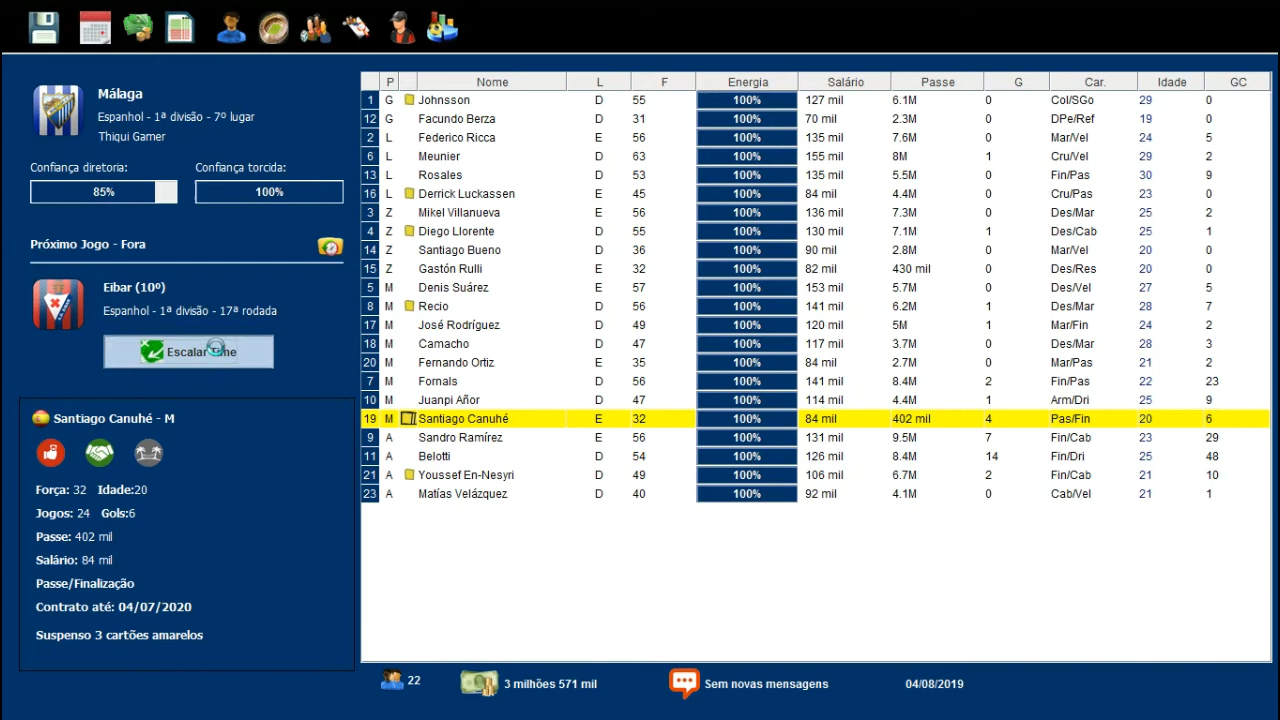 Málaga
Espanhol - 1ª divisão - 7º lugar
Thiqui Gamer
Confiança diretoria: Confiança torcida:
85% 100%
Próximo Jogo - Fora
Eibar (10º)
Espanhol - 1ª divisão - 17ª rodada
Escalar Time
Santiago Canuhé - M
Força: 32 Idade:20
Jogos: 24 Gols:6
Passe: 402 mil
Salário: 84 mil
Passe/Finalização
Contrato até: 04/07/2020
Suspenso 3 cartões amarelos
P Nome L F Energia Salário Passe G Car. Idade GC
1 G Johnsson D 55 100% 127 mil 6.1M 0 Col/SGo 29 0
12 G Facundo Berza D 31 100% 70 mil 2.3M 0 DPe/Ref 19 0
2 L Federico Ricca E 56 100% 135 mil 7.6M 0 Mar/Vel 24 5
6 L Meunier D 63 100% 155 mil 8M 1 Cru/Vel 29 2
13 L Rosales D 53 100% 135 mil 5.5M 0 Fin/Pas 30 9
16 L Derrick Luckassen E 45 100% 84 mil 4.4M 0 Cru/Pas 23 0
3 Z Mikel Villanueva E 56 100% 136 mil 7.3M 0 Des/Mar 25 2
4 Z Diego Llorente D 55 100% 130 mil 7.1M 1 Des/Cab 25 1
14 Z Santiago Bueno D 36 100% 90 mil 2.8M 0 Mar/Vel 20 0
15 Z Gastón Rulli E 32 100% 82 mil 430 mil 0 Des/Res 20 0
5 M Denis Suárez E 57 100% 153 mil 5.7M 0 Des/Vel 27 5
8 M Recio D 56 100% 141 mil 6.2M 1 Des/Mar 28 7
17 M José Rodríguez D 49 100% 120 mil 5M 1 Mar/Fin 24 2
18 M Camacho D 47 100% 117 mil 3.7M 0 Des/Mar 28 3
20 M Fernando Ortiz E 35 100% 84 mil 2.7M 0 Mar/Pas 21 2
7 M Fornals D 56 100% 141 mil 8.4M 2 Fin/Pas 22 23
10 M Juanpi Añor D 47 100% 114 mil 4.4M 1 Arm/Dri 25 9
19 M Santiago Canuhé E 32 100% 84 mil 402 mil 4 Pas/Fin 20 6
9 A Sandro Ramírez E 56 100% 131 mil 9.5M 7 Fin/Cab 23 29
11 A Belotti D 54 100% 126 mil 8.4M 14 Fin/Dri 25 48
21 A Youssef En-Nesyri D 49 100% 106 mil 6.7M 2 Fin/Cab 21 10
23 A Matías Velázquez D 40 100% 92 mil 4.1M 0 Cab/Vel 21 1
22 3 milhões 571 mil Sem novas mensagens 04/08/2019